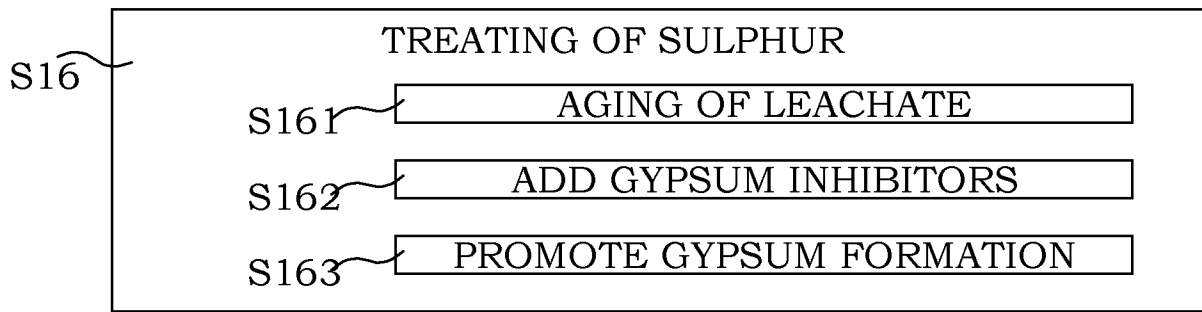 TREATING OF SULPHUR
S16
AGING OF LEACHATE
S161
ADD GYPSUM INHIBITORS
S162
PROMOTE GYPSUM FORMATION
S163